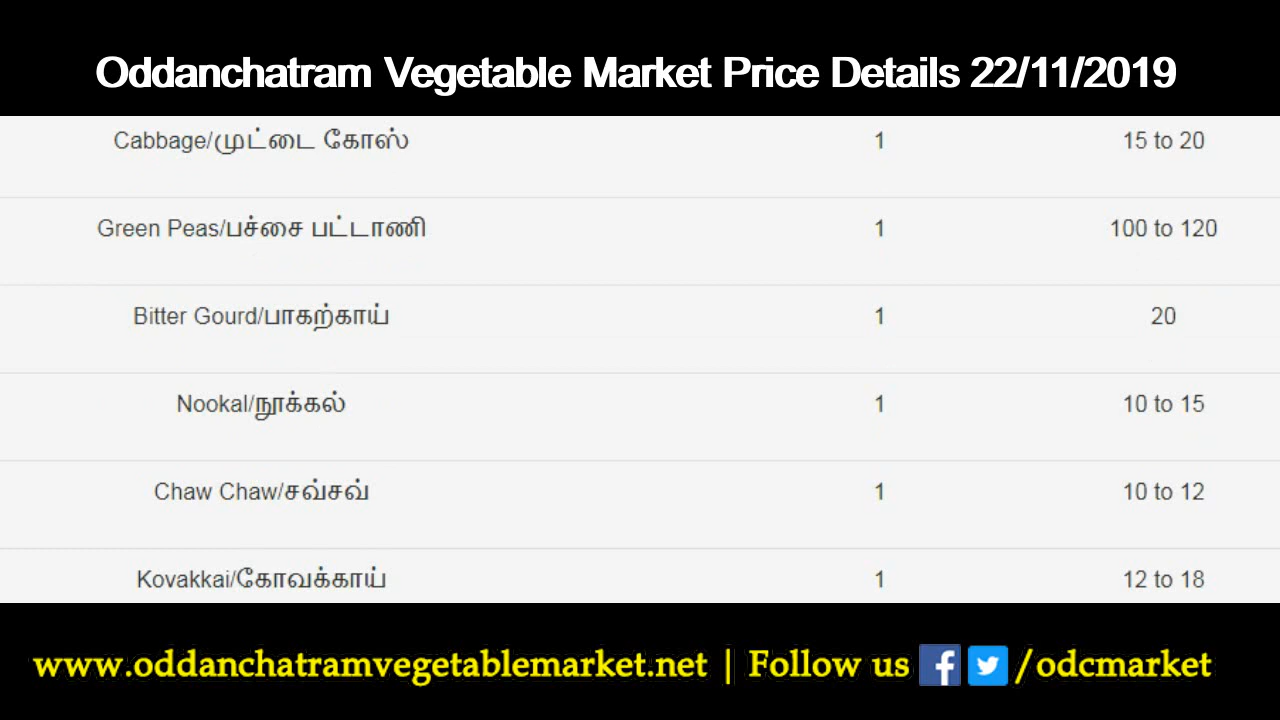 Oddanchatram Vegetable Market Price Details 22/11/2019
Cabbage/முட்டை கோஸ் 1 15 to 20
Green Peas/பச்சை பட்டாணி 1 100 to 120
Bitter Gourd/பாகற்காய் 1 20
Nookal/நூக்கல் 1 10 to 15
Chaw Chaw/சவ்சவ் 1 10 to 12
Kovakkai/கோவக்காய் 1 12 to 18
www.oddanchatramvegetablemarket.net | Follow us /odcmarket